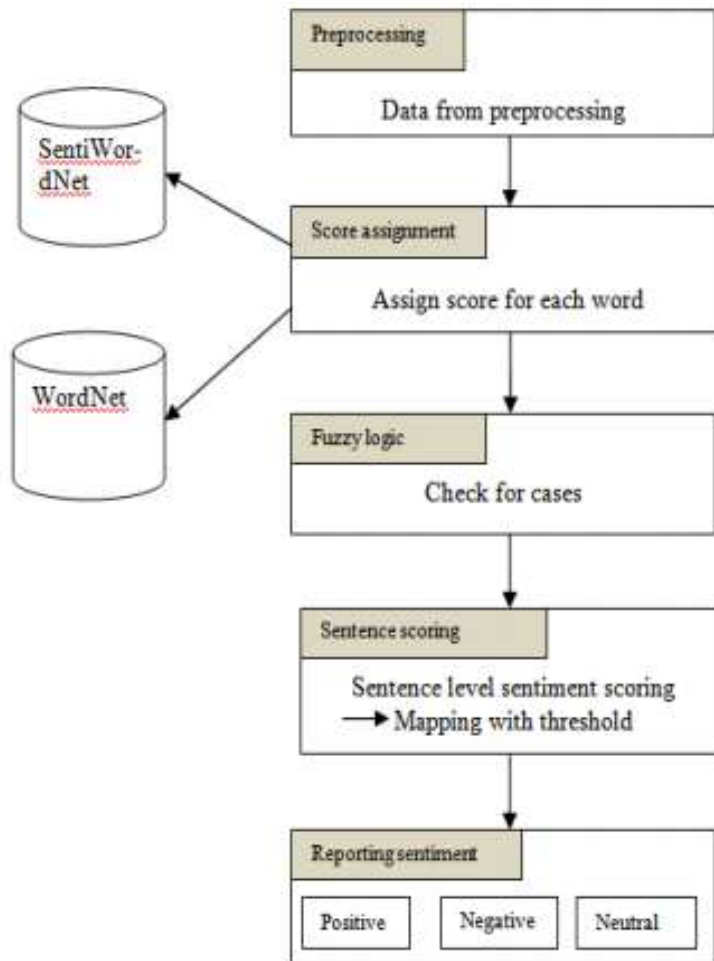 Preprocessing
Data from preprocessing
SentiWor-
dNet
Score assignment
Assign score for each word
WordNet
Fuzzy logic
Check for cases
Sentence scoring
Sentence level sentiment scoring
Mapping with threshold
Reporting sentiment
Positive
Negative
Neutral